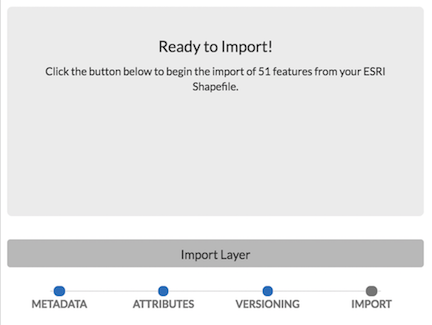 Ready to Import!
Click the button below to begin the import of 51 features from your ESRI
Shapefile.
Import Layer
METADATA ATTRIBUTES VERSIONING IMPORT